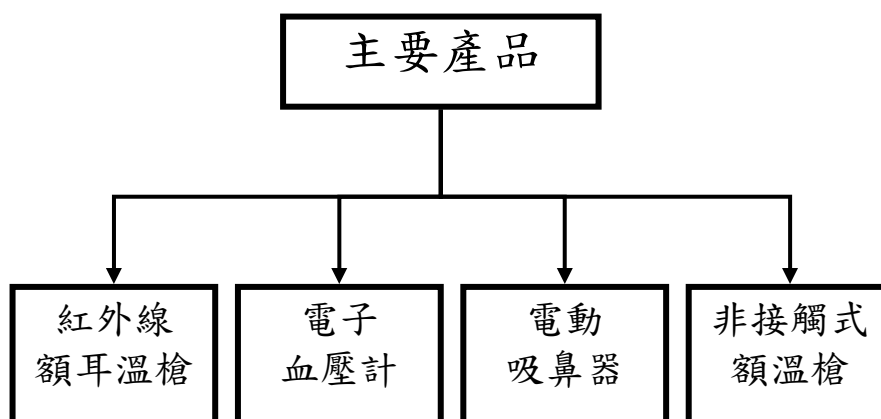 主要產品
紅外線
額耳溫槍
電子
血壓計
電動
吸鼻器
非接觸式
額溫槍